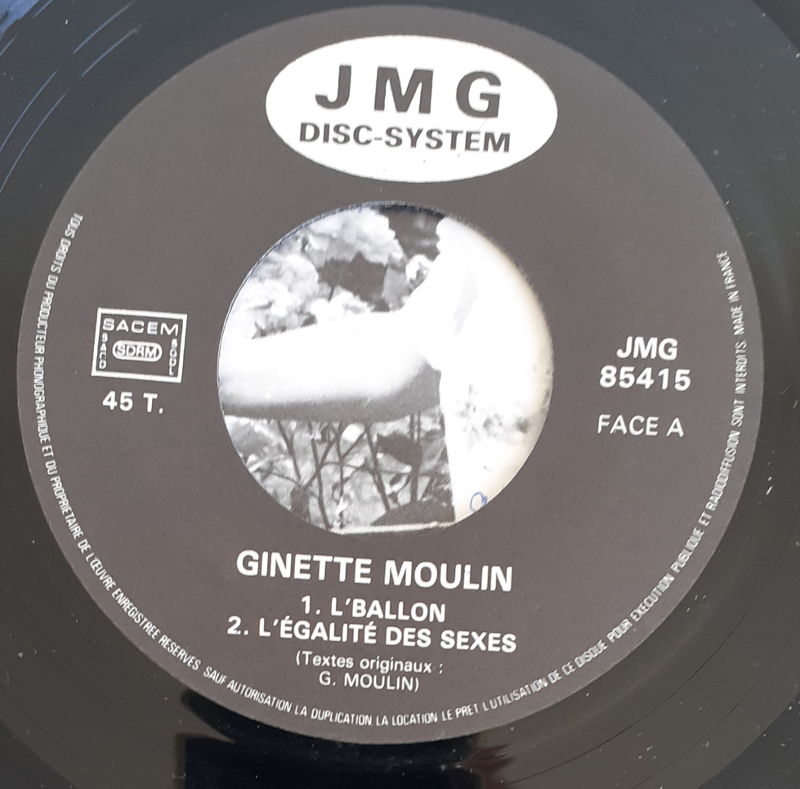 JMG
DISC-SYSTEM
SACEM
SACD
SDRM
SGDL
45 T.
JMG
85415
FACE A
GINETTE MOULIN
1. L'BALLON
2. L'ÉGALITÉ DES SEXES
(Textes originaux :
G. MOULIN)
TOUS DROITS DU PRODUCTEUR PHONOGRAPHIQUE ET DU PROPRIETAIRE DE L'ŒUVRE ENREGISTREE RESERVES SAUF AUTORISATION LA DUPLICATION LA LOCATION LE PRET L'UTILISATION DE CE DISQUE POUR EXECUTION PUBLIQUE ET RADIODIFFUSION SONT INTERDITS MADE IN FRANCE